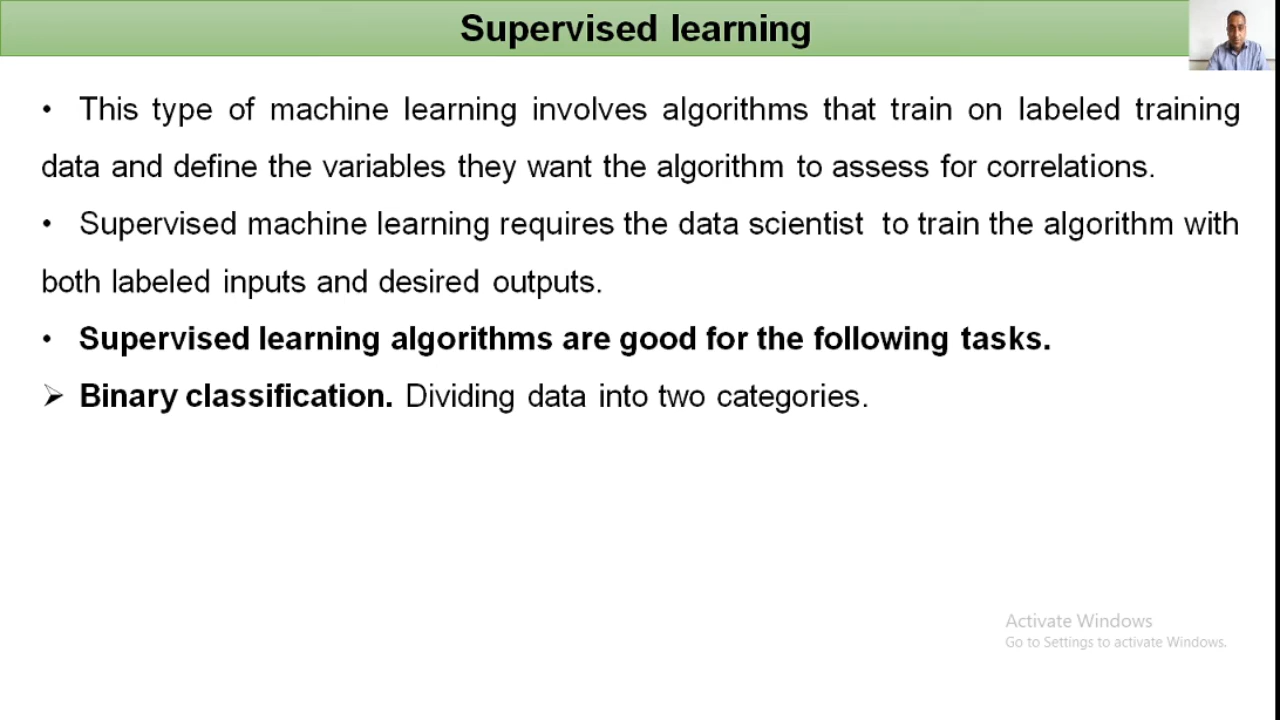 Supervised learning
• This type of machine learning involves algorithms that train on labeled training
data and define the variables they want the algorithm to assess for correlations.
• Supervised machine learning requires the data scientist to train the algorithm with
both labeled inputs and desired outputs.
• Supervised learning algorithms are good for the following tasks.
➢ Binary classification. Dividing data into two categories.
Activate Windows
Go to Settings to activate Windows.